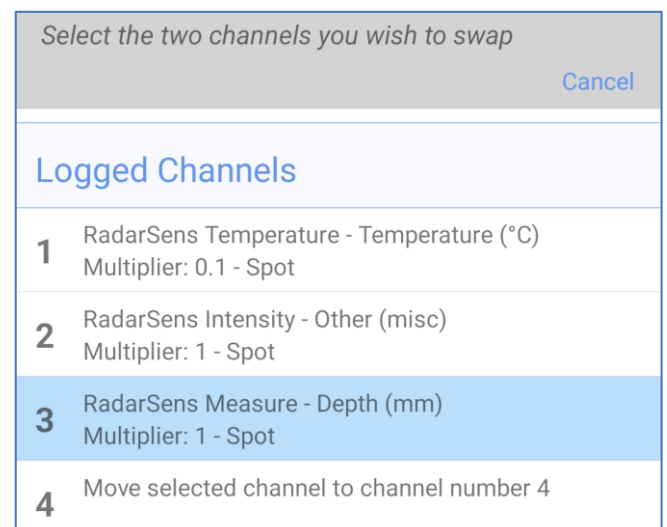 Select the two channels you wish to swap
Cancel
Logged Channels
1
RadarSens Temperature - Temperature (°C)
Multiplier: 0.1 - Spot
2
RadarSens Intensity - Other (misc)
Multiplier: 1 - Spot
3
RadarSens Measure - Depth (mm)
Multiplier: 1 - Spot
4
Move selected channel to channel number 4